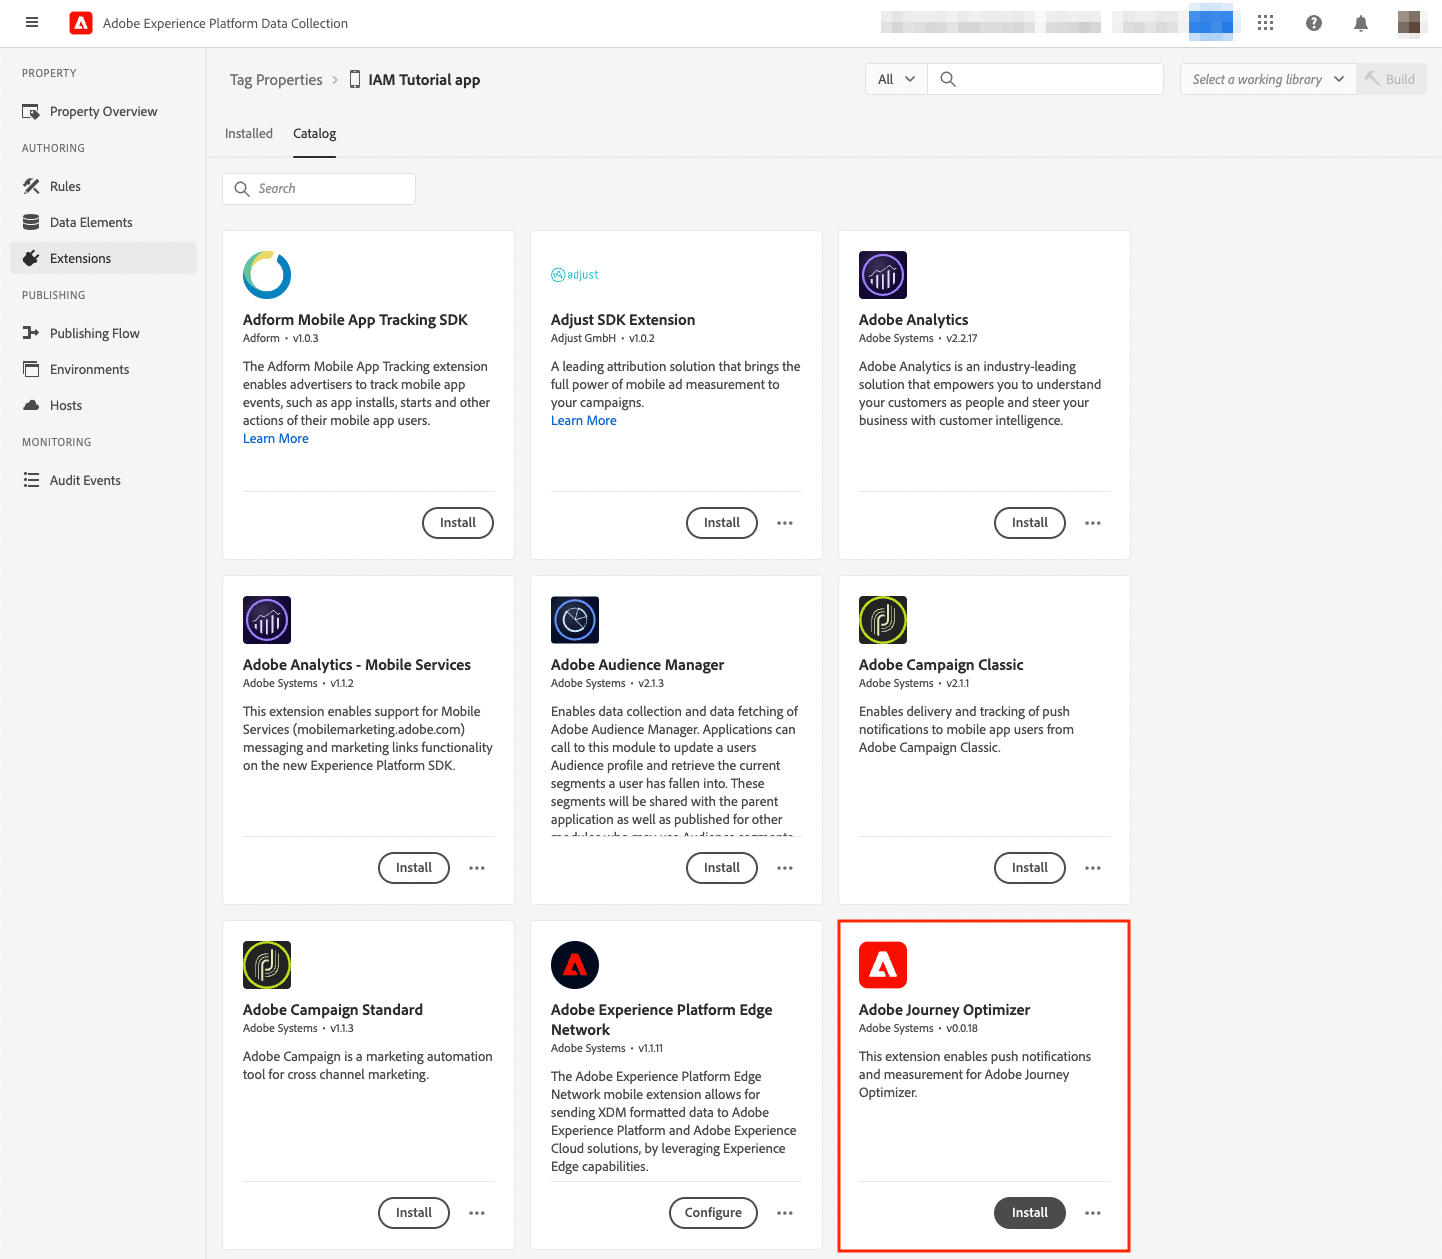 Adobe Experience Platform Data Collection
PROPERTY
Property Overview
AUTHORING
Rules
Data Elements
Extensions
PUBLISHING
Publishing Flow
Environments
Hosts
MONITORING
Audit Events
Tag Properties > IAM Tutorial app
All
Select a working library
Build
Installed
Catalog
Search
Adform Mobile App Tracking SDK
Adform • v1.0.3
The Adform Mobile App Tracking extension
enables advertisers to track mobile app
events, such as app installs, starts and other
actions of their mobile app users.
Learn More
Install
adjust
Adjust SDK Extension
Adjust GmbH • v1.0.2
A leading attribution solution that brings the
full power of mobile ad measurement to
your campaigns.
Learn More
Install
Adobe Analytics
Adobe Systems • v2.2.17
Adobe Analytics is an industry-leading
solution that empowers you to understand
your customers as people and steer your
business with customer intelligence.
Install
Adobe Analytics - Mobile Services
Adobe Systems • v1.1.2
This extension enables support for Mobile
Services (mobilemarketing.adobe.com)
messaging and marketing links functionality
on the new Experience Platform SDK.
Install
Adobe Audience Manager
Adobe Systems • v2.1.3
Enables data collection and data fetching of
Adobe Audience Manager. Applications can
call to this module to update a users
Audience profile and retrieve the current
segments a user has fallen into. These
segments will be shared with the parent
application as well as published for other
modules who may use Audience segments
Install
Adobe Campaign Classic
Adobe Systems • v2.1.1
Enables delivery and tracking of push
notifications to mobile app users from
Adobe Campaign Classic.
Install
Adobe Campaign Standard
Adobe Systems • v1.1.3
Adobe Campaign is a marketing automation
tool for cross channel marketing.
Install
Adobe Experience Platform Edge
Network
Adobe Systems • v1.1.11
The Adobe Experience Platform Edge
Network mobile extension allows for
sending XDM formatted data to Adobe
Experience Platform and Adobe Experience
Cloud solutions, by leveraging Experience
Edge capabilities.
Configure
Adobe Journey Optimizer
Adobe Systems • v0.0.18
This extension enables push notifications
and measurement for Adobe Journey
Optimizer.
Install